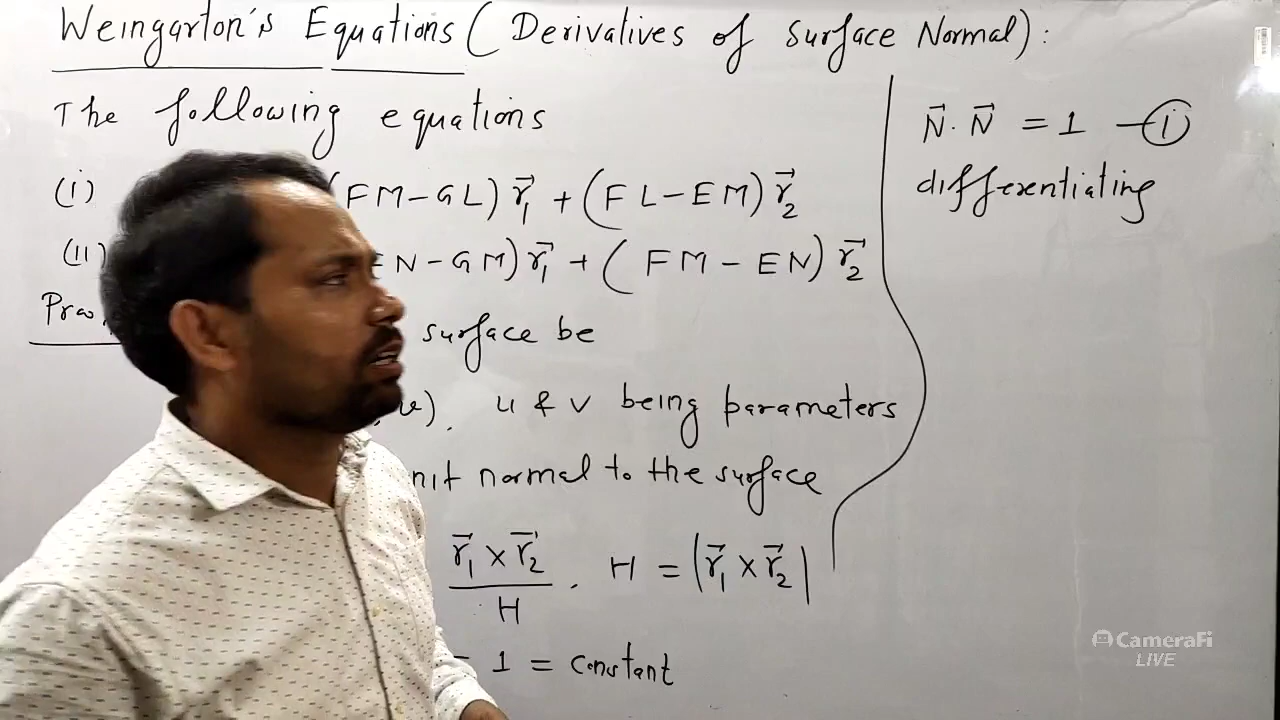 Weingarton's Equations (Derivatives of surface Normal):
The following equations
(i) (FM-GL) r⃗₁ + (FL-EM) r⃗₂
(ii) N-GM) r⃗₁ + (FM-EN) r⃗₂
surface be
u & v being parameters
normal to the surface
r⃗₁ × r⃗₂ / H . H = |r⃗₁ × r⃗₂|
1 = constant
N⃗. N⃗ = 1 — (i)
differentiating
CameraFi
LIVE